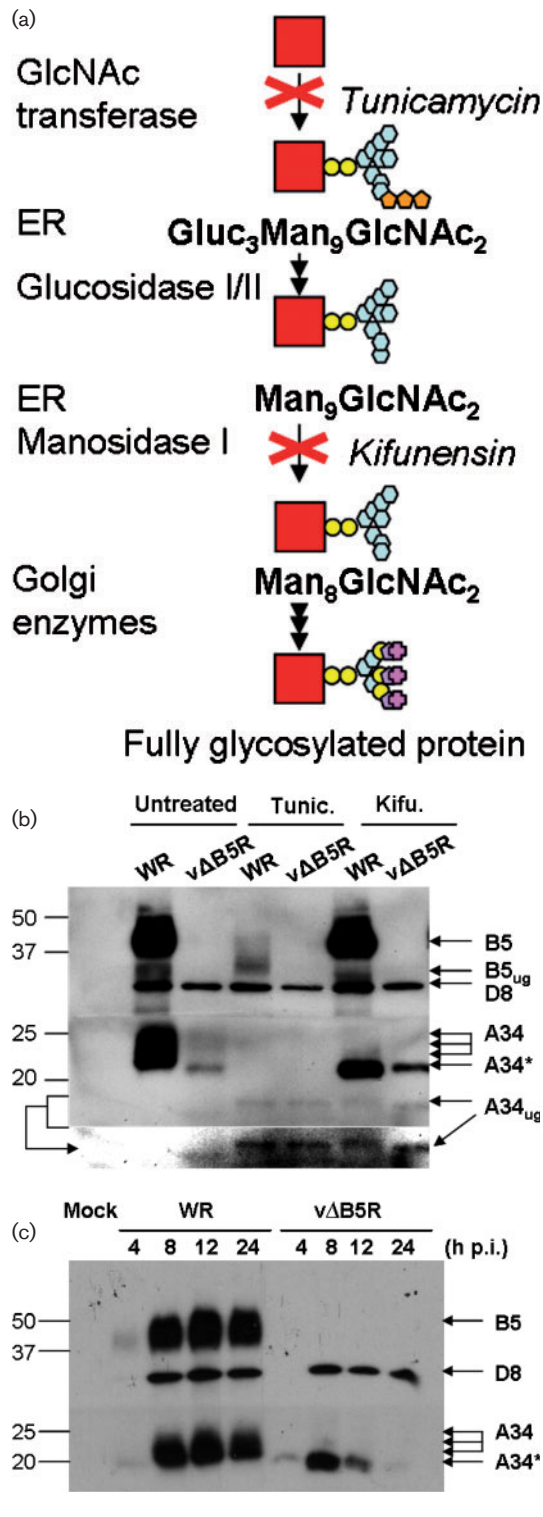 (a)
GlcNAc
transferase
Tunicamycin
ER
Gluc₃Man₉GlcNAc₂
Glucosidase I/II
ER
Man₉GlcNAc₂
Manosidase I
Kifunensin
Golgi
Man₈GlcNAc₂
enzymes
Fully glycosylated protein
(b)
Untreated Tunic. Kifu.
WR vΔB5R WR vΔB5R WR vΔB5R
50
37
B5
B5ug
D8
25
20
A34
A34*
A34ug
(c)
Mock WR vΔB5R
4 8 12 24 4 8 12 24 (h p.i.)
50
B5
37
D8
25
A34
20
A34*